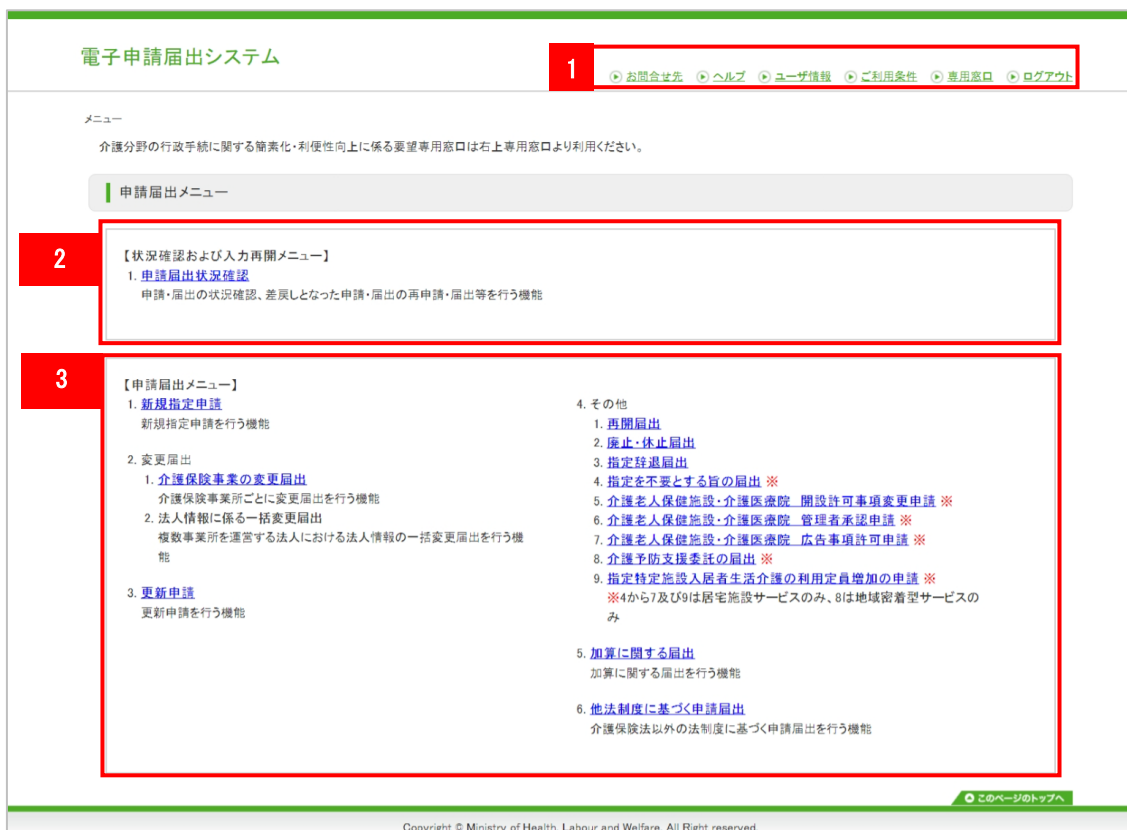 電子申請届出システム
1
お問合せ先 ヘルプ ユーザ情報 ご利用条件 専用窓口 ログアウト
メニュー
介護分野の行政手続に関する簡素化・利便性向上に係る要望専用窓口は右上専用窓口より利用ください。
申請届出メニュー
2
【状況確認および入力再開メニュー】
1. 申請届出状況確認
申請・届出の状況確認、差戻しとなった申請・届出の再申請・届出等を行う機能
3
【申請届出メニュー】
1. 新規指定申請
新規指定申請を行う機能
2. 変更届出
1. 介護保険事業の変更届出
介護保険事業所ごとに変更届出を行う機能
2. 法人情報に係る一括変更届出
複数事業所を運営する法人における法人情報の一括変更届出を行う機
能
3. 更新申請
更新申請を行う機能
4. その他
1. 再開届出
2. 廃止・休止届出
3. 指定辞退届出
4. 指定を不要とする旨の届出 ※
5. 介護老人保健施設・介護医療院 開設許可事項変更申請 ※
6. 介護老人保健施設・介護医療院 管理者承認申請 ※
7. 介護老人保健施設・介護医療院 広告事項許可申請 ※
8. 介護予防支援委託の届出 ※
9. 指定特定施設入居者生活介護の利用定員増加の申請 ※
※4から7及び9は居宅施設サービスのみ、8は地域密着型サービスの
み
5. 加算に関する届出
加算に関する届出を行う機能
6. 他法制度に基づく申請届出
介護保険法以外の法制度に基づく申請届出を行う機能
このページのトップへ
Copyright © Ministry of Health, Labour and Welfare, All Right reserved.